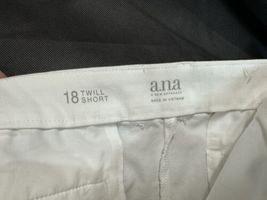 18 TWILL
SHORT
a.n.a
A NEW APPROACH
MADE IN VIETNAM